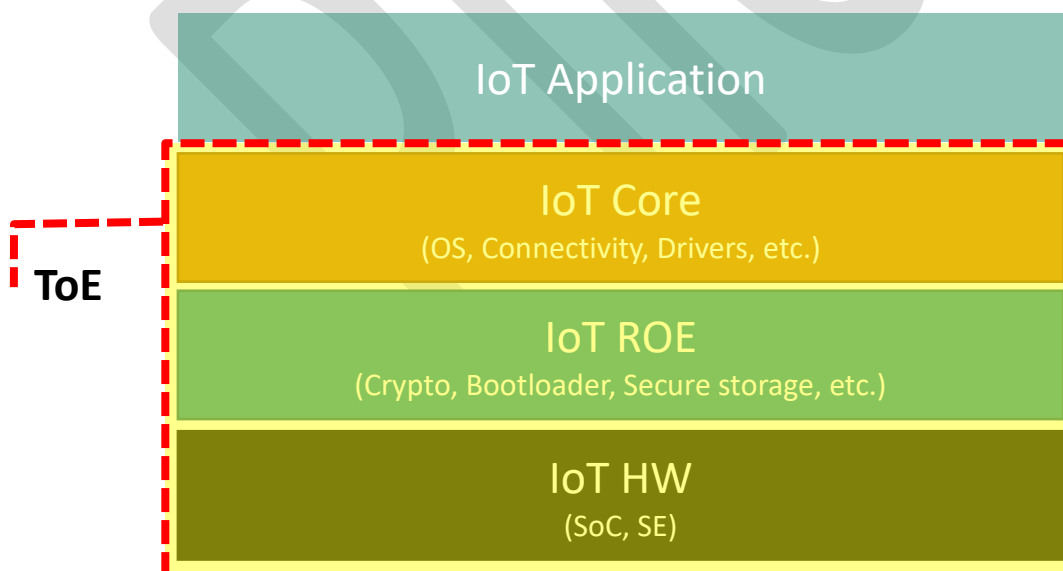 IoT Application
IoT Core
(OS, Connectivity, Drivers, etc.)
ToE
IoT ROE
(Crypto, Bootloader, Secure storage, etc.)
IoT HW
(SoC, SE)